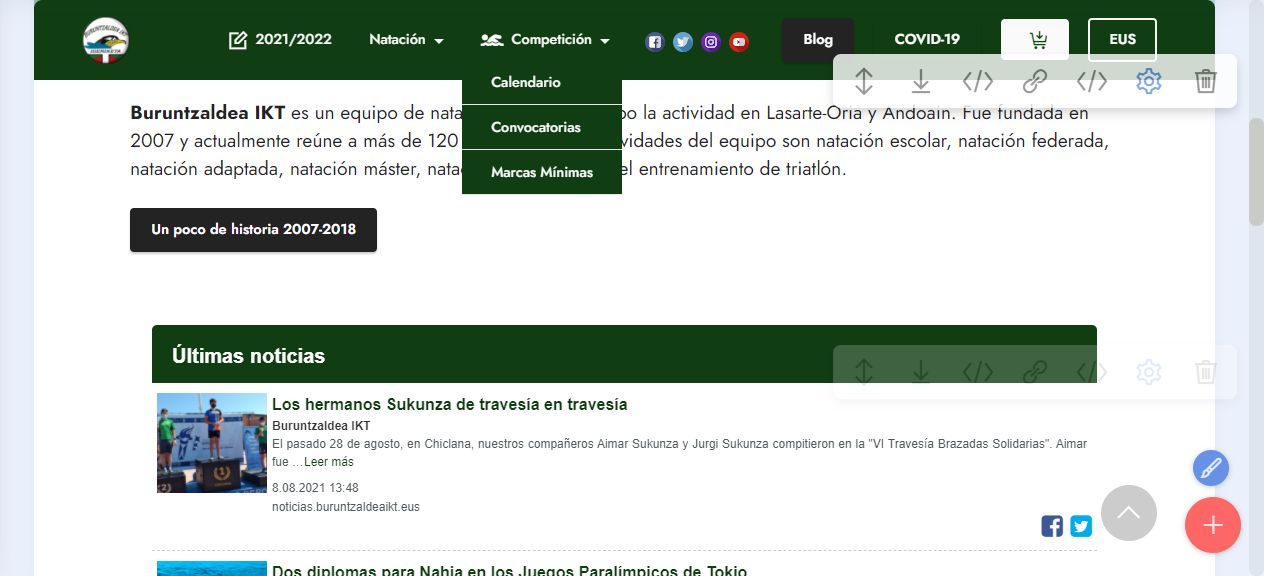 BURUNTZALDEA IKT
2021/2022
Natación
Competición
Blog
COVID-19
EUS
Calendario
Convocatorias
Marcas Mínimas
Buruntzaldea IKT es un equipo de nata o la actividad en Lasarte-Oria y Andoain. Fue fundada en
2007 y actualmente reúne a más de 120 vidades del equipo son natación escolar, natación federada,
natación adaptada, natación máster, nata el entrenamiento de triatlón.
Un poco de historia 2007-2018
Últimas noticias
Los hermanos Sukunza de travesía en travesía
Buruntzaldea IKT
El pasado 28 de agosto, en Chiclana, nuestros compañeros Aimar Sukunza y Jurgi Sukunza compitieron en la "VI Travesía Brazadas Solidarias". Aimar
fue ...Leer más
8.08.2021 13:48
noticias.buruntzaldeaikt.eus
Dos diplomas para Nahia en los Juegos Paralímpicos de Tokio